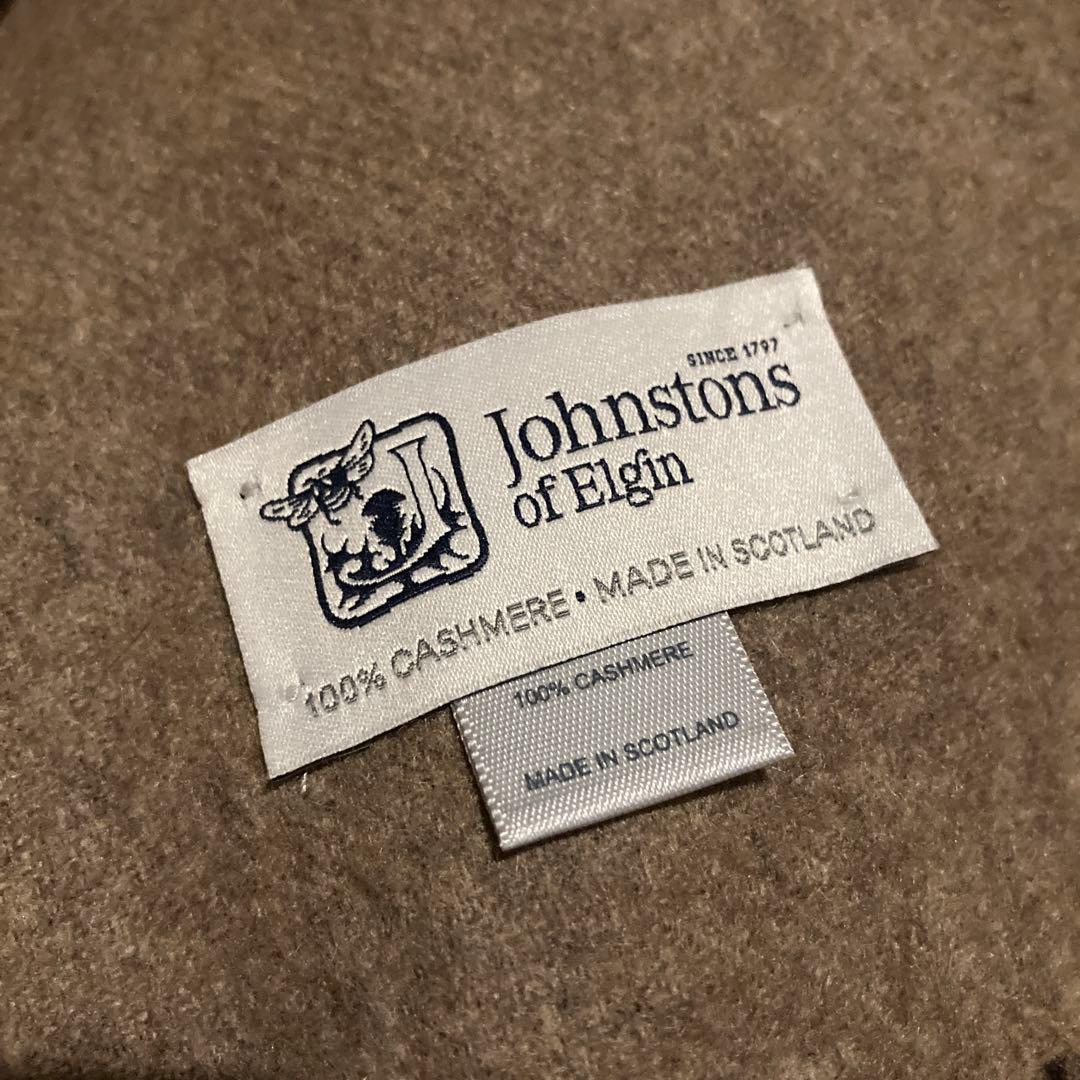 SINCE 1797
Johnstons
of Elgin
100% CASHMERE • MADE IN SCOTLAND
100% CASHMERE
MADE IN SCOTLAND